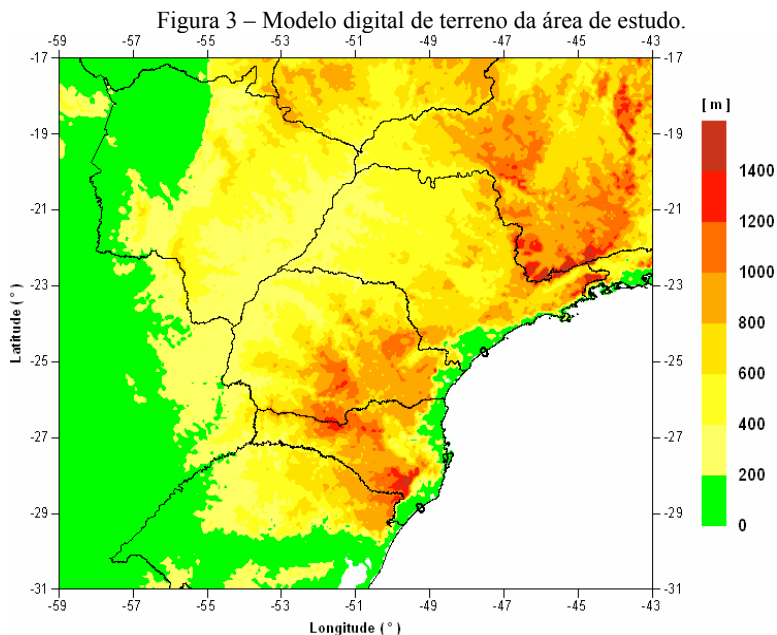 Figura 3 – Modelo digital de terreno da área de estudo.
-59 -57 -55 -53 -51 -49 -47 -45 -43
-17 -17
[ m ]
-19 -19
1400
-21 -21
1200
1000
-23 -23
800
Latitude ( ° )
-25 -25
600
400
-27 -27
200
-29 -29
0
-31 -31
-59 -57 -55 -53 -51 -49 -47 -45 -43
Longitude ( ° )